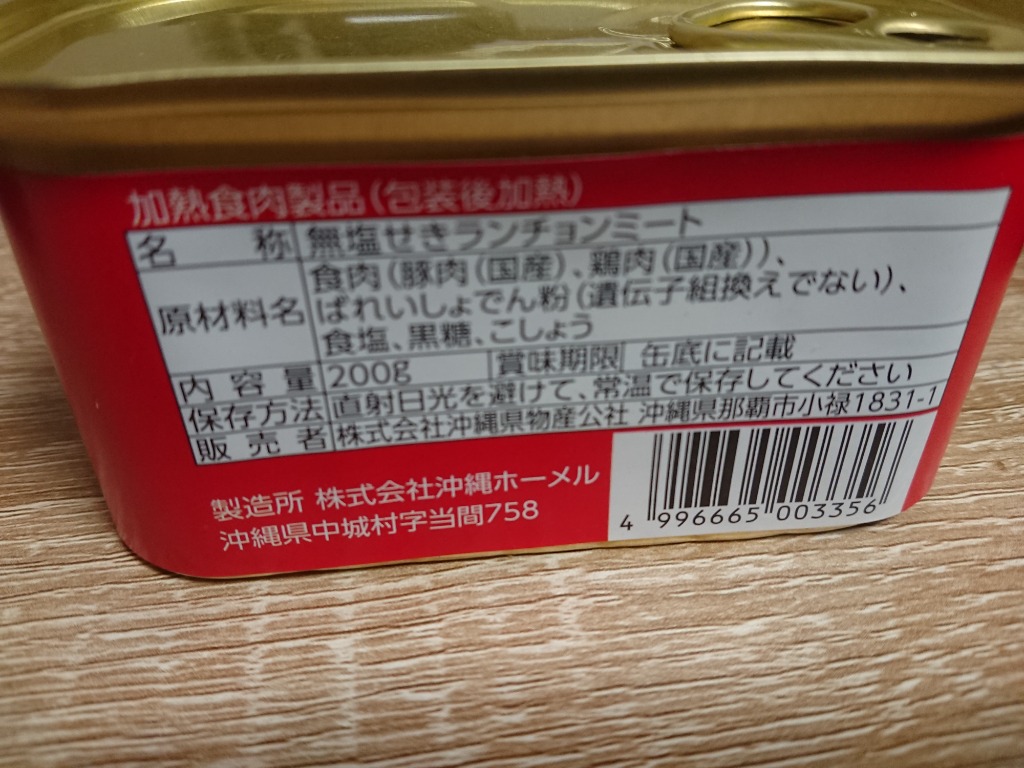 加熱食肉製品(包装後加熱)
名称 無塩せきランチョンミート
原材料名 食肉(豚肉(国産)、鶏肉(国産))、
ばれいしょでん粉(遺伝子組換えでない)、
食塩、黒糖、こしょう
内容量 200g 賞味期限 缶底に記載
保存方法 直射日光を避けて、常温で保存してください
販売者 株式会社沖縄県物産公社 沖縄県那覇市小禄1831-1
製造所 株式会社沖縄ホーメル
沖縄県中城村字当間758
4 996665 003356